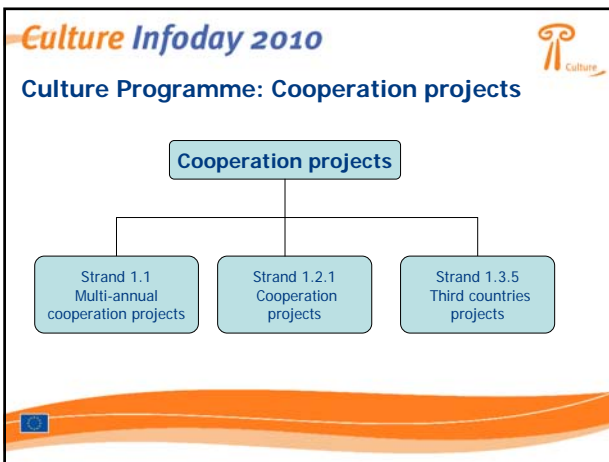 Culture Infoday 2010
Culture
Culture Programme: Cooperation projects
Cooperation projects
Strand 1.1
Multi-annual
cooperation projects
Strand 1.2.1
Cooperation
projects
Strand 1.3.5
Third countries
projects